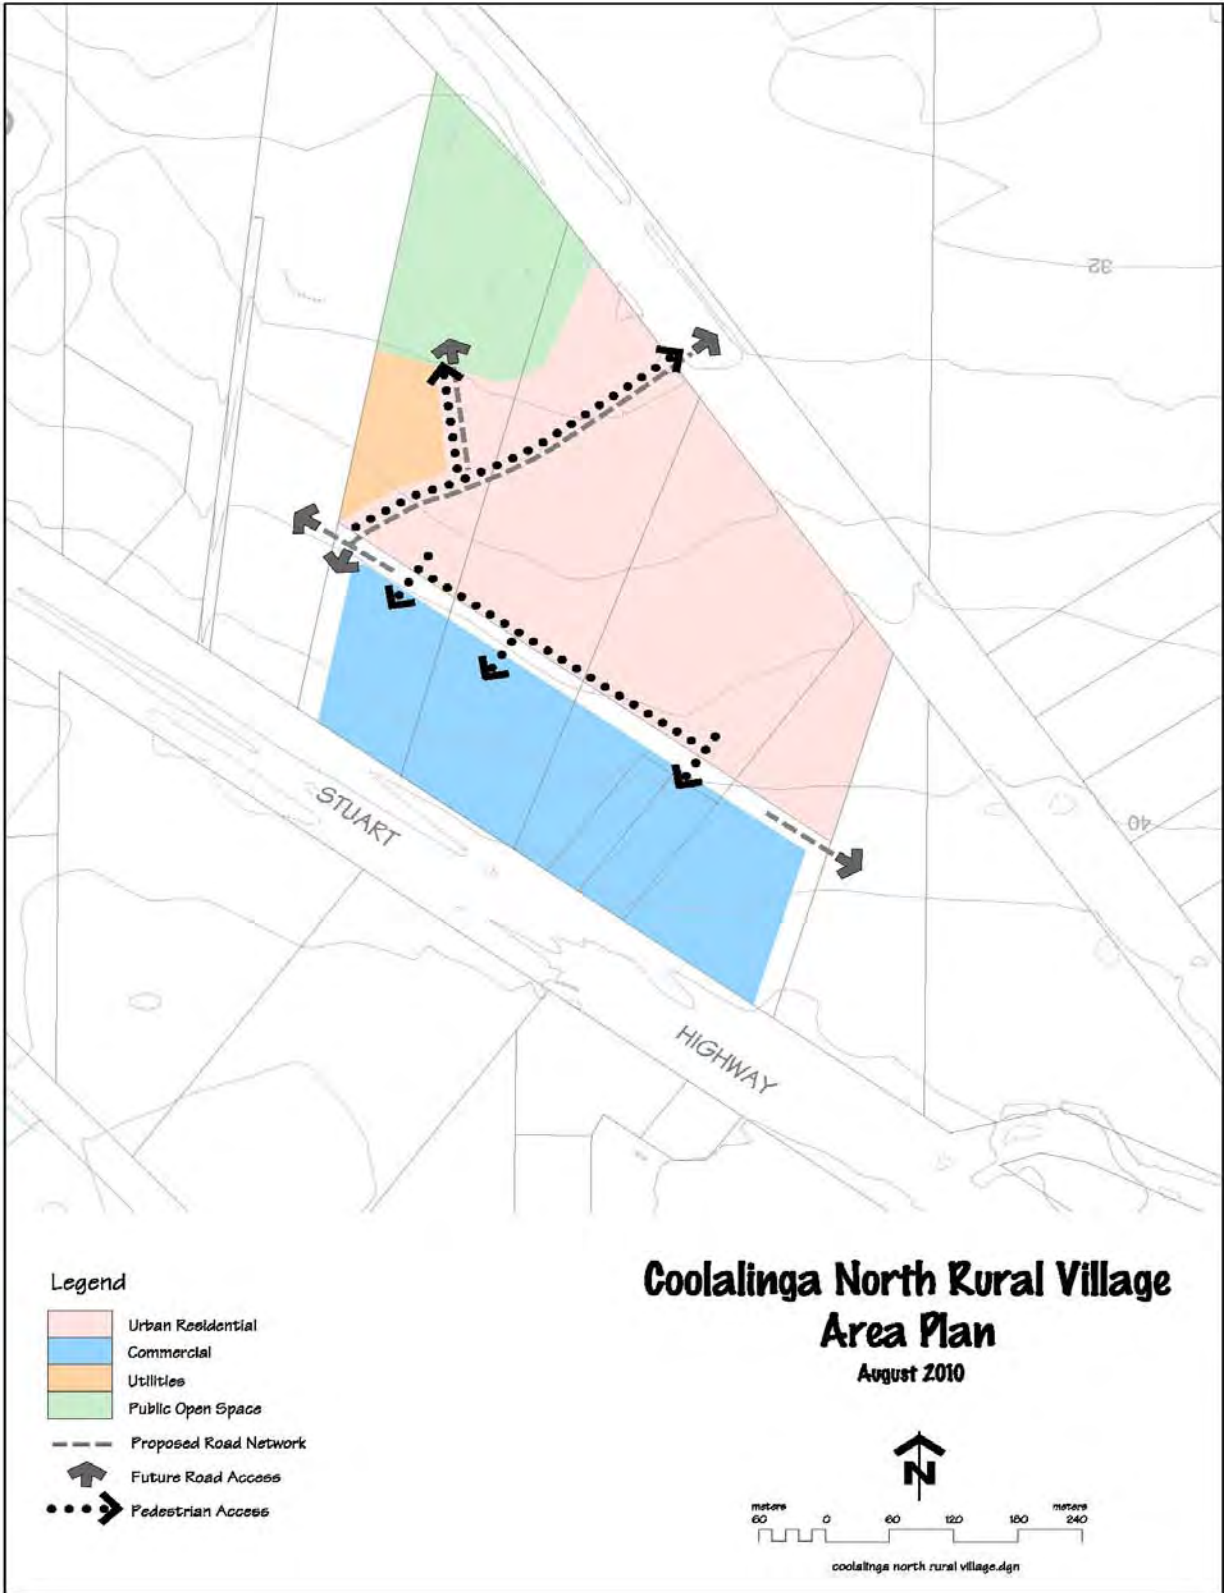 32
40
STUART
HIGHWAY
Legend
Urban Residential
Commercial
Utilities
Public Open Space
Proposed Road Network
Future Road Access
Pedestrian Access
Coolalinga North Rural Village
Area Plan
August 2010
N
meters meters
60 0 60 120 180 240
coolalinga north rural village.dgn